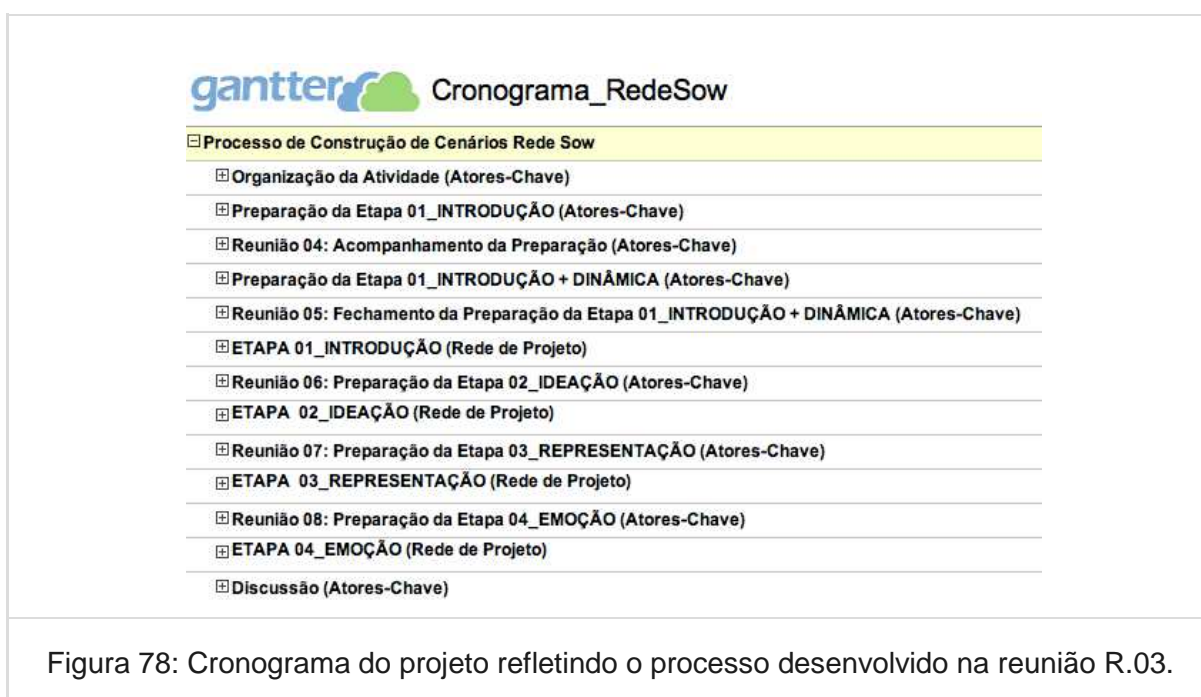 gantter Cronograma_RedeSow
Processo de Construção de Cenários Rede Sow
Organização da Atividade (Atores-Chave)
Preparação da Etapa 01_INTRODUÇÃO (Atores-Chave)
Reunião 04: Acompanhamento da Preparação (Atores-Chave)
Preparação da Etapa 01_INTRODUÇÃO + DINÂMICA (Atores-Chave)
Reunião 05: Fechamento da Preparação da Etapa 01_INTRODUÇÃO + DINÂMICA (Atores-Chave)
ETAPA 01_INTRODUÇÃO (Rede de Projeto)
Reunião 06: Preparação da Etapa 02_IDEAÇÃO (Atores-Chave)
ETAPA 02_IDEAÇÃO (Rede de Projeto)
Reunião 07: Preparação da Etapa 03_REPRESENTAÇÃO (Atores-Chave)
ETAPA 03_REPRESENTAÇÃO (Rede de Projeto)
Reunião 08: Preparação da Etapa 04_EMOÇÃO (Atores-Chave)
ETAPA 04_EMOÇÃO (Rede de Projeto)
Discussão (Atores-Chave)
Figura 78: Cronograma do projeto refletindo o processo desenvolvido na reunião R.03.